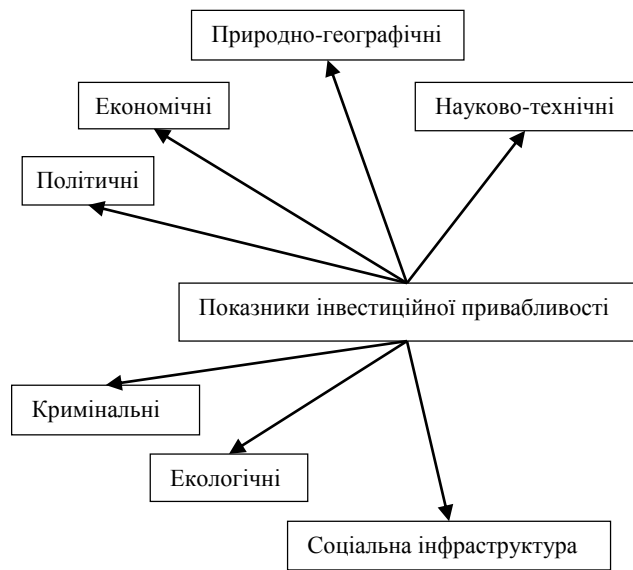 Природно-географічні
Економічні
Науково-технічні
Політичні
Показники інвестиційної привабливості
Кримінальні
Екологічні
Соціальна інфраструктура